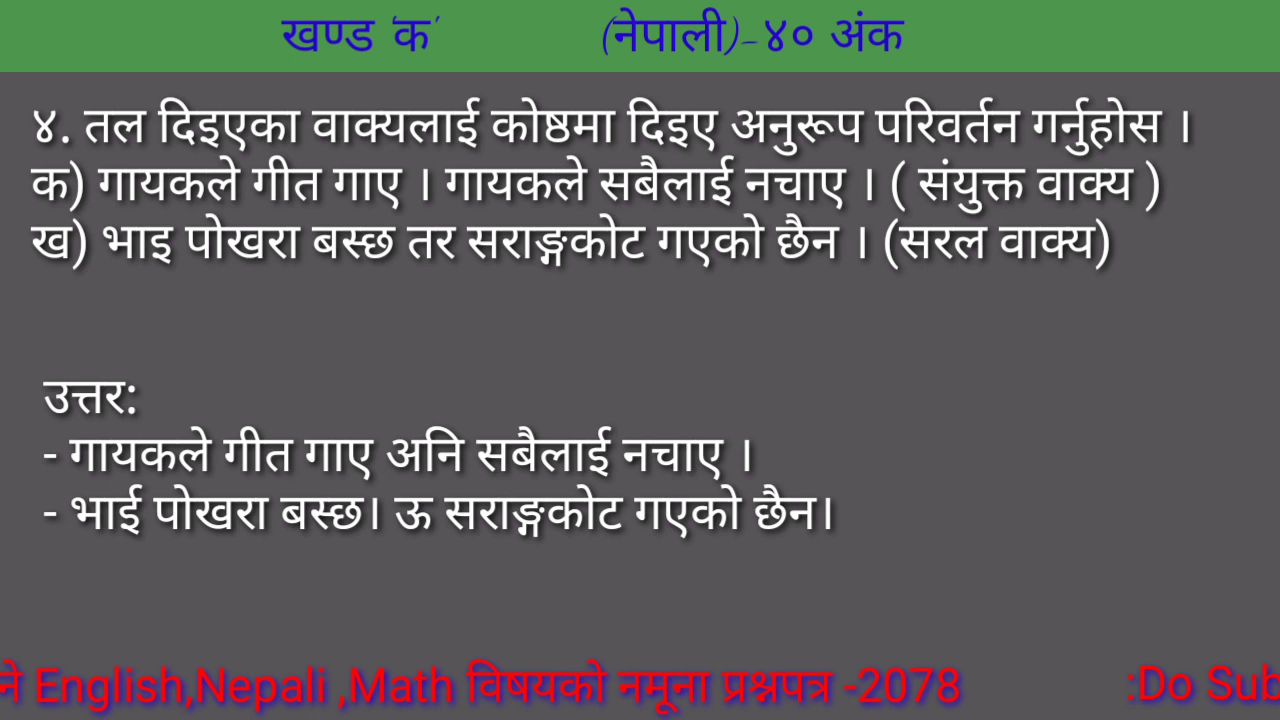 खण्ड ‘क’ (नेपाली)-४० अंक
४. तल दिइएका वाक्यलाई कोष्ठमा दिइए अनुरूप परिवर्तन गर्नुहोस ।
क) गायकले गीत गाए । गायकले सबैलाई नचाए । ( संयुक्त वाक्य )
ख) भाइ पोखरा बस्छ तर सराङ्गकोट गएको छैन । (सरल वाक्य)
उत्तर:
- गायकले गीत गाए अनि सबैलाई नचाए ।
- भाई पोखरा बस्छ। ऊ सराङ्गकोट गएको छैन।
ने English,Nepali ,Math विषयको नमूना प्रश्नपत्र -2078 :Do Sub